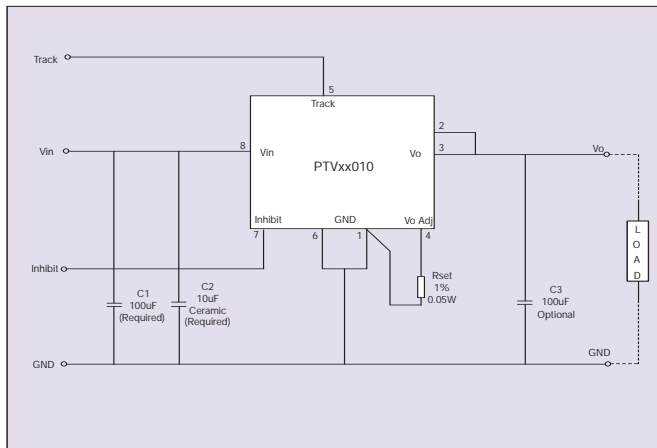 Track
5
Track
2
8
3
Vin
Vin
Vo
Vo
PTVxx010
Inhibit
GND
Vo Adj
7
6
1
4
L
O
A
D
Inhibit
Rset
1%
0.05W
C1
100uF
(Required)
C2
10uF
Ceramic
(Required)
C3
100uF
Optional
GND
GND